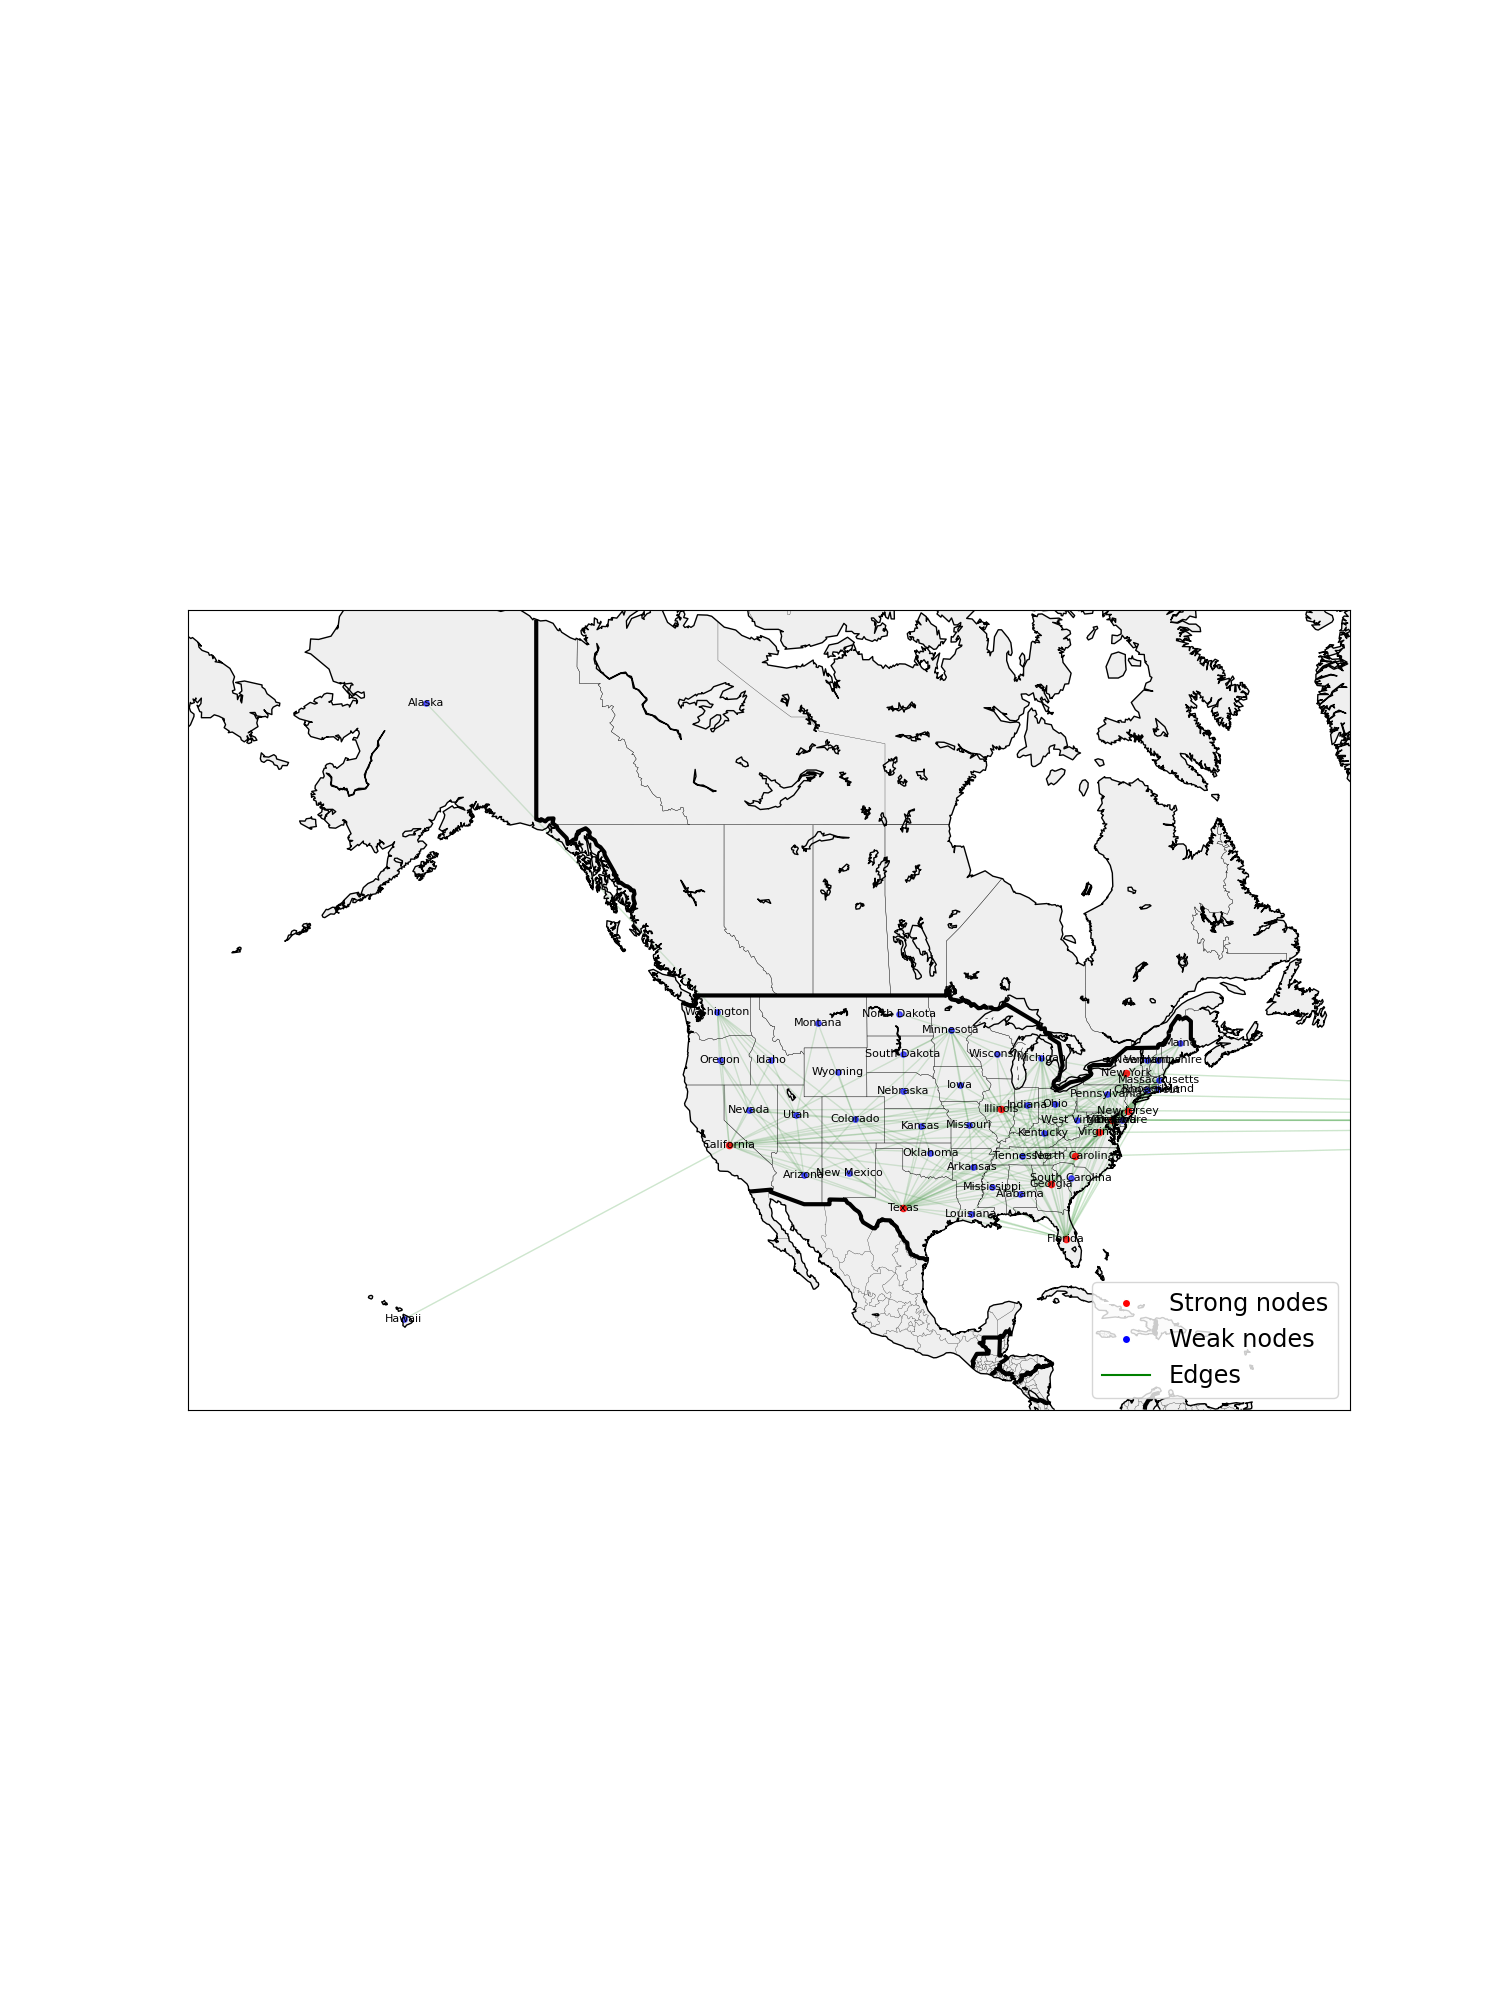 Alaska
Washington
North Dakota
Montana
Minnesota
Maine
Oregon
Idaho
South Dakota
Wisconsin
Michigan
Vermont
New Hampshire
Wyoming
New York
Massachusetts
Nebraska
Iowa
Rhode Island
Pennsylvania
Nevada
Utah
Colorado
Illinois
Indiana
Ohio
New Jersey
Kansas
Missouri
West Virginia
Kentucky
Virginia
California
Oklahoma
Tennessee
North Carolina
Arizona
New Mexico
Arkansas
South Carolina
Mississippi
Georgia
Alabama
Texas
Louisiana
Florida
Hawaii
Strong nodes
Weak nodes
Edges